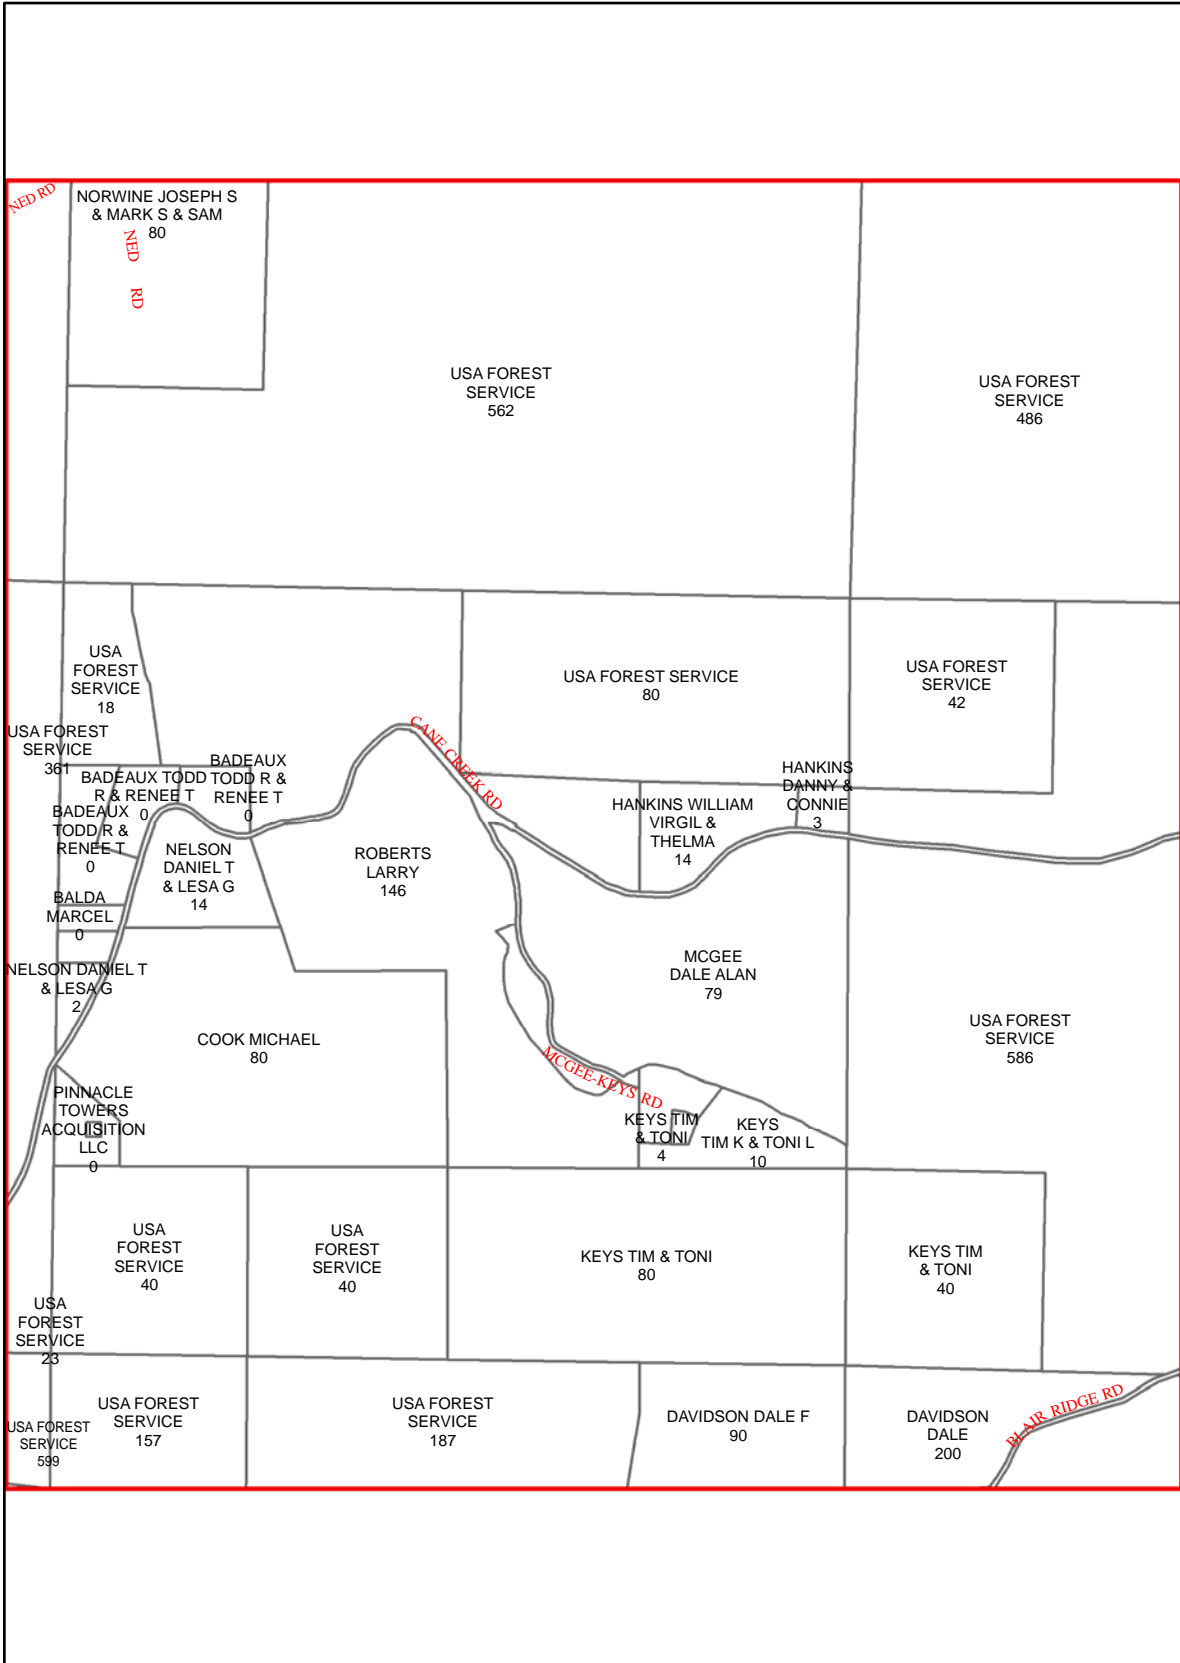 NED RD
NORWINE JOSEPH S
& MARK S & SAM
80
NED RD
USA FOREST
SERVICE
562
USA FOREST
SERVICE
486
USA
FOREST
SERVICE
18
USA FOREST SERVICE
80
USA FOREST
SERVICE
42
USA FOREST
SERVICE
361
CANE CREEK RD
BADEAUX TODD
R & RENEE T
0
BADEAUX
TODD R &
RENEE T
0
HANKINS
DANNY &
CONNIE
3
HANKINS WILLIAM
VIRGIL &
THELMA
14
BADEAUX
TODD R &
RENEE T
0
NELSON
DANIEL T
& LESA G
14
ROBERTS
LARRY
146
BALDA
MARCEL
0
NELSON DANIEL T
& LESA G
2
MCGEE
DALE ALAN
79
COOK MICHAEL
80
USA FOREST
SERVICE
586
MCGEE-KEYS RD
PINNACLE
TOWERS
ACQUISITION
LLC
0
KEYS TIM
& TONI
4
KEYS
TIM K & TONI L
10
USA
FOREST
SERVICE
40
USA
FOREST
SERVICE
40
KEYS TIM & TONI
80
KEYS TIM
& TONI
40
USA
FOREST
SERVICE
23
USA FOREST
SERVICE
599
USA FOREST
SERVICE
157
USA FOREST
SERVICE
187
DAVIDSON DALE F
90
DAVIDSON
DALE
200
BLAIR RIDGE RD